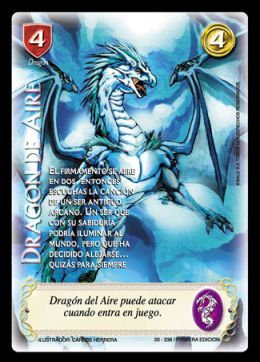 4
Dragón
4
DRAGÓN DE AIRE
EL FIRMAMENTO SE AIRE
EN DOS, ENTONCES
ESCUCHAS LA CANCIÓN
DE UN SER ANTIGUO,
ARCANO. UN SER QUE
CON SU SABIDURÍA
PODRÍA ILUMINAR AL
MUNDO, PERO QUE HA
DECIDIDO ALEJARSE...
QUIZÁS PARA SIEMPRE
Dragón del Aire puede atacar
cuando entra en juego.
ILUSTRADOR: CARLOS HERRERA
20 - 238 / PRIMERA EDICION